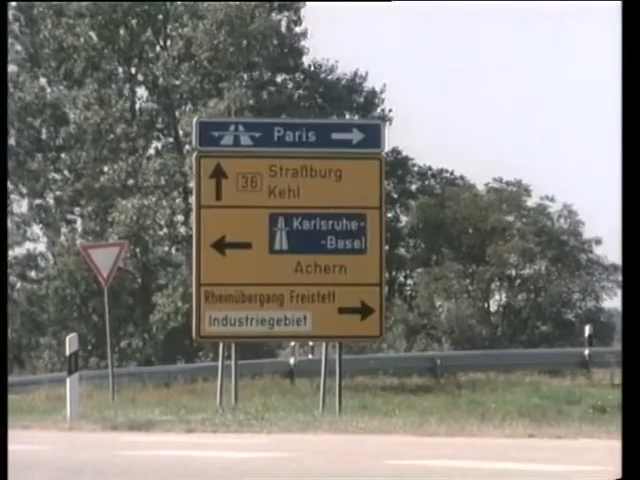 Paris
36 Straßburg
Kehl
Karlsruhe-
-Basel
Achern
Rheinübergang Freistett
Industriegebiet